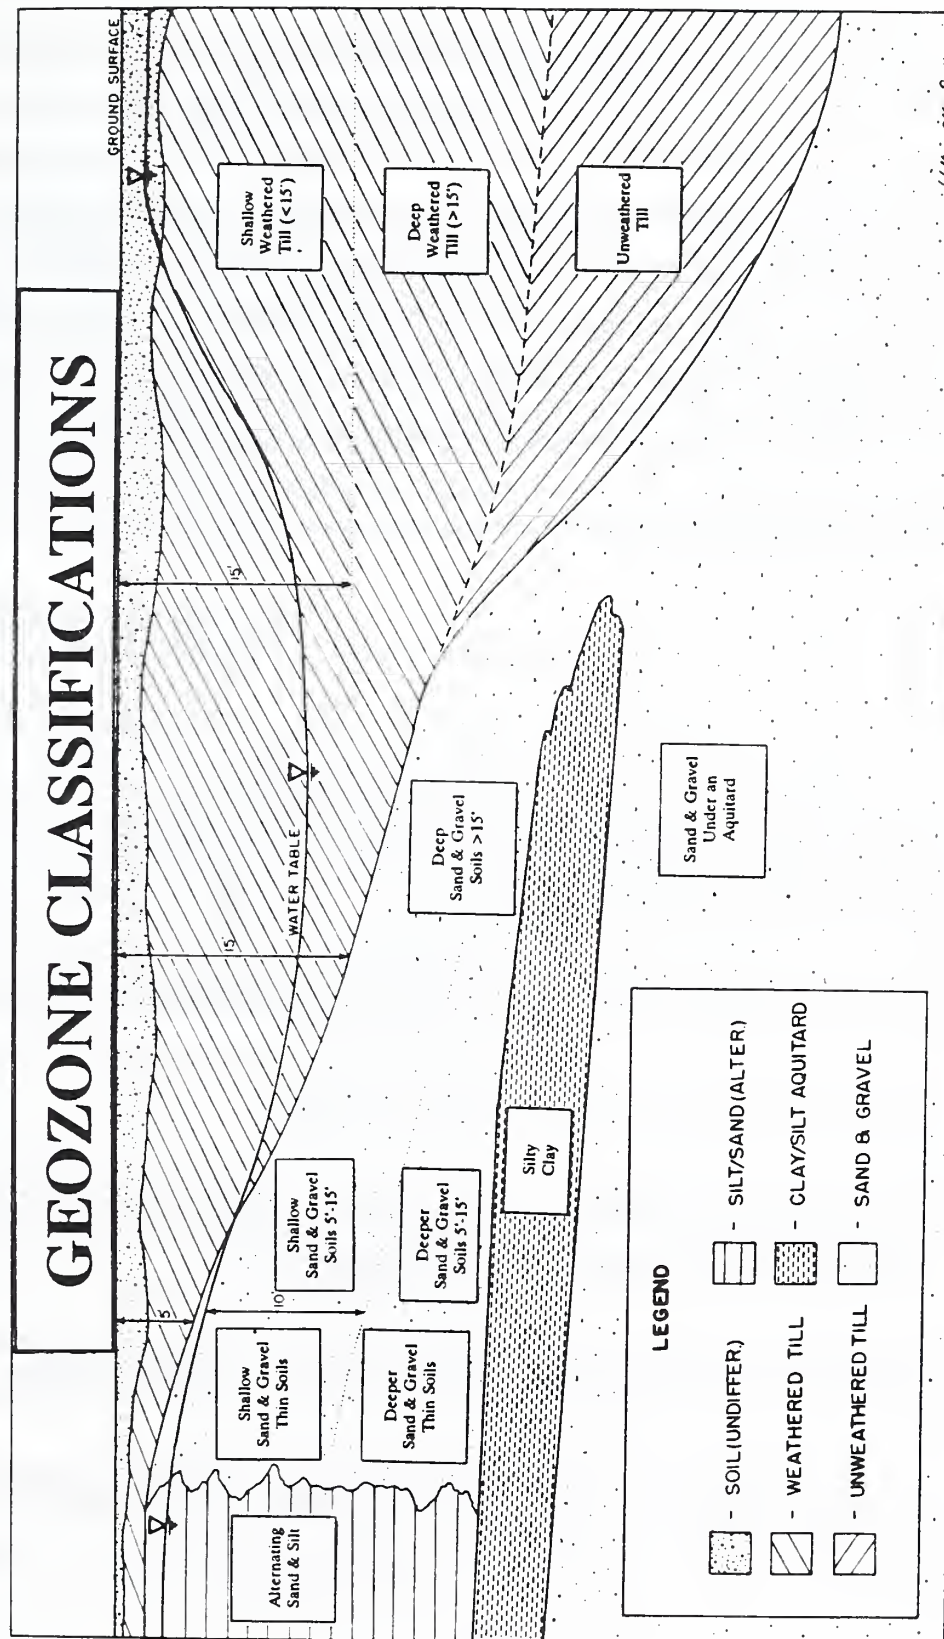 GEOZONE CLASSIFICATIONS
GROUND SURFACE
Alternating
Sand & Silt
Shallow
Sand & Gravel
Thin Soils
Deeper
Sand & Gravel
Thin Soils
5'
10'
Shallow
Sand & Gravel
Soils 5'-15'
Deeper
Sand & Gravel
Soils 5'-15'
Silty
Clay
15'
WATER TABLE
Deep
Sand & Gravel
Soils >15'
Sand & Gravel
Under an
Aquitard
15'
Shallow
Weathered
Till (<15')
Deep
Weathered
Till (>15')
Unweathered
Till
LEGEND
- SOIL(UNDIFFER.)
- WEATHERED TILL
- UNWEATHERED TILL
- SILT/SAND(ALTER)
- CLAY/SILT AQUITARD
- SAND & GRAVEL